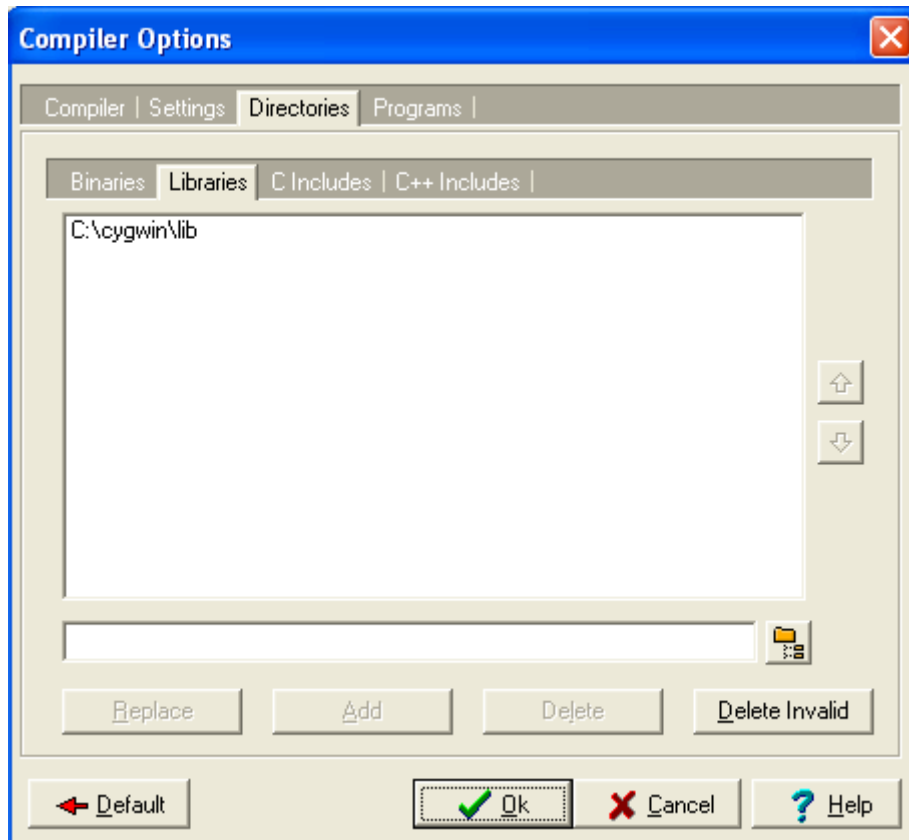 Compiler Options
Compiler | Settings Directories Programs |
Binaries Libraries C Includes | C++ Includes |
C:\cygwin\lib
Replace Add Delete Delete Invalid
Default Ok Cancel Help